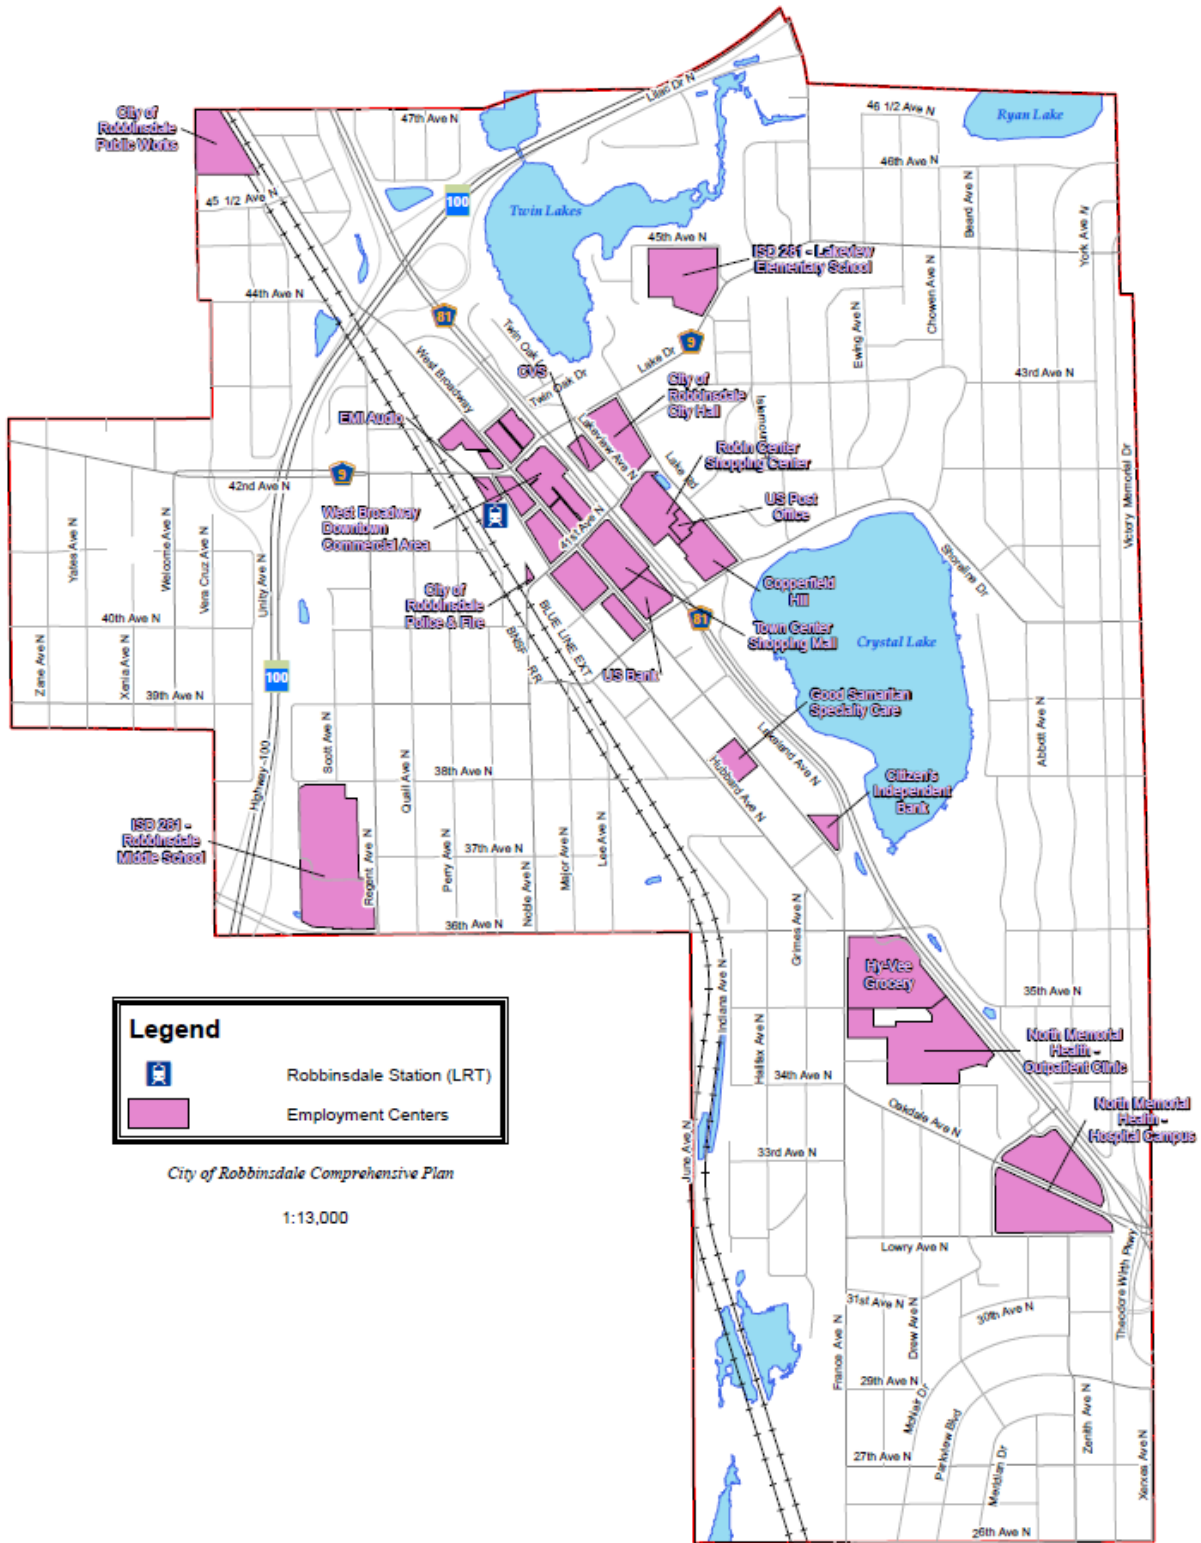 Lilac Dr N
City of
Robbinsdale
Public Works
47th Ave N
46 1/2 Ave N
Ryan Lake
46th Ave N
45 1/2 Ave N
100
Twin Lakes
Beard Ave N
York Ave N
45th Ave N
ISD 281 - Lakeview
Elementary School
44th Ave N
81
Chowen Ave N
Ewing Ave N
Twin Oak
9
Lake Dr
West Broadway
CVS
Twin Oak Dr
City of
Robbinsdale
City Hall
43rd Ave N
EMI Audio
Lakeview Ave N
Lake Rd
Robin Center
Shopping Center
Victory Memorial Dr
9
42nd Ave N
US Post
Office
West Broadway
Downtown
Commercial Area
41st Ave N
Yates Ave N
Welcome Ave N
Vera Cruz Ave N
Unity Ave N
Shoreline Dr
City of
Robbinsdale
Police & Fire
Copperfield
Hill
40th Ave N
BLUE LINE EXT
BNSF RR
81
Town Center
Shopping Mall
Crystal Lake
Zane Ave N
Xenia Ave N
100
US Bank
39th Ave N
Good Samaritan
Specialty Care
Scott Ave N
Lakeland Ave N
Abbott Ave N
Quail Ave N
38th Ave N
Hubbard Ave N
Highway 100
Citizen's
Independent
Bank
ISD 281 -
Robbinsdale
Middle School
Regent Ave N
Perry Ave N
37th Ave N
Noble Ave N
Major Ave N
Lee Ave N
36th Ave N
Grimes Ave N
Indiana Ave N
Hy-Vee
Grocery
35th Ave N
Legend
Robbinsdale Station (LRT)
Employment Centers
City of Robbinsdale Comprehensive Plan
1:13,000
Halifax Ave N
North Memorial
Health -
Outpatient Clinic
34th Ave N
Oakdale Ave N
North Memorial
Health -
Hospital Campus
June Ave N
33rd Ave N
Lowry Ave N
Theodore Wirth Pkwy
31st Ave N
30th Ave N
France Ave N
Drew Ave N
29th Ave N
McNair Dr
Parkview Blvd
Zenith Ave N
27th Ave N
Meridian Dr
Xerxes Ave N
26th Ave N